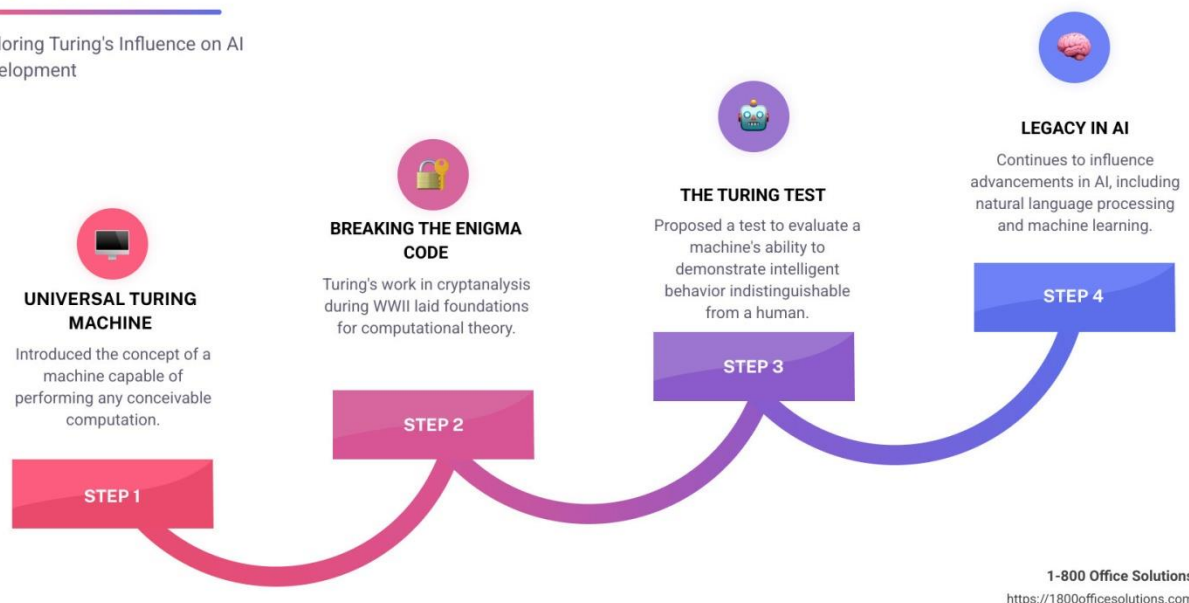 loring Turing's Influence on AI
elopment
UNIVERSAL TURING
MACHINE
Introduced the concept of a
machine capable of
performing any conceivable
computation.
STEP 1
BREAKING THE ENIGMA
CODE
Turing's work in cryptanalysis
during WWII laid foundations
for computational theory.
STEP 2
THE TURING TEST
Proposed a test to evaluate a
machine's ability to
demonstrate intelligent
behavior indistinguishable
from a human.
STEP 3
LEGACY IN AI
Continues to influence
advancements in AI, including
natural language processing
and machine learning.
STEP 4
1-800 Office Solutions
https://1800officesolutions.com